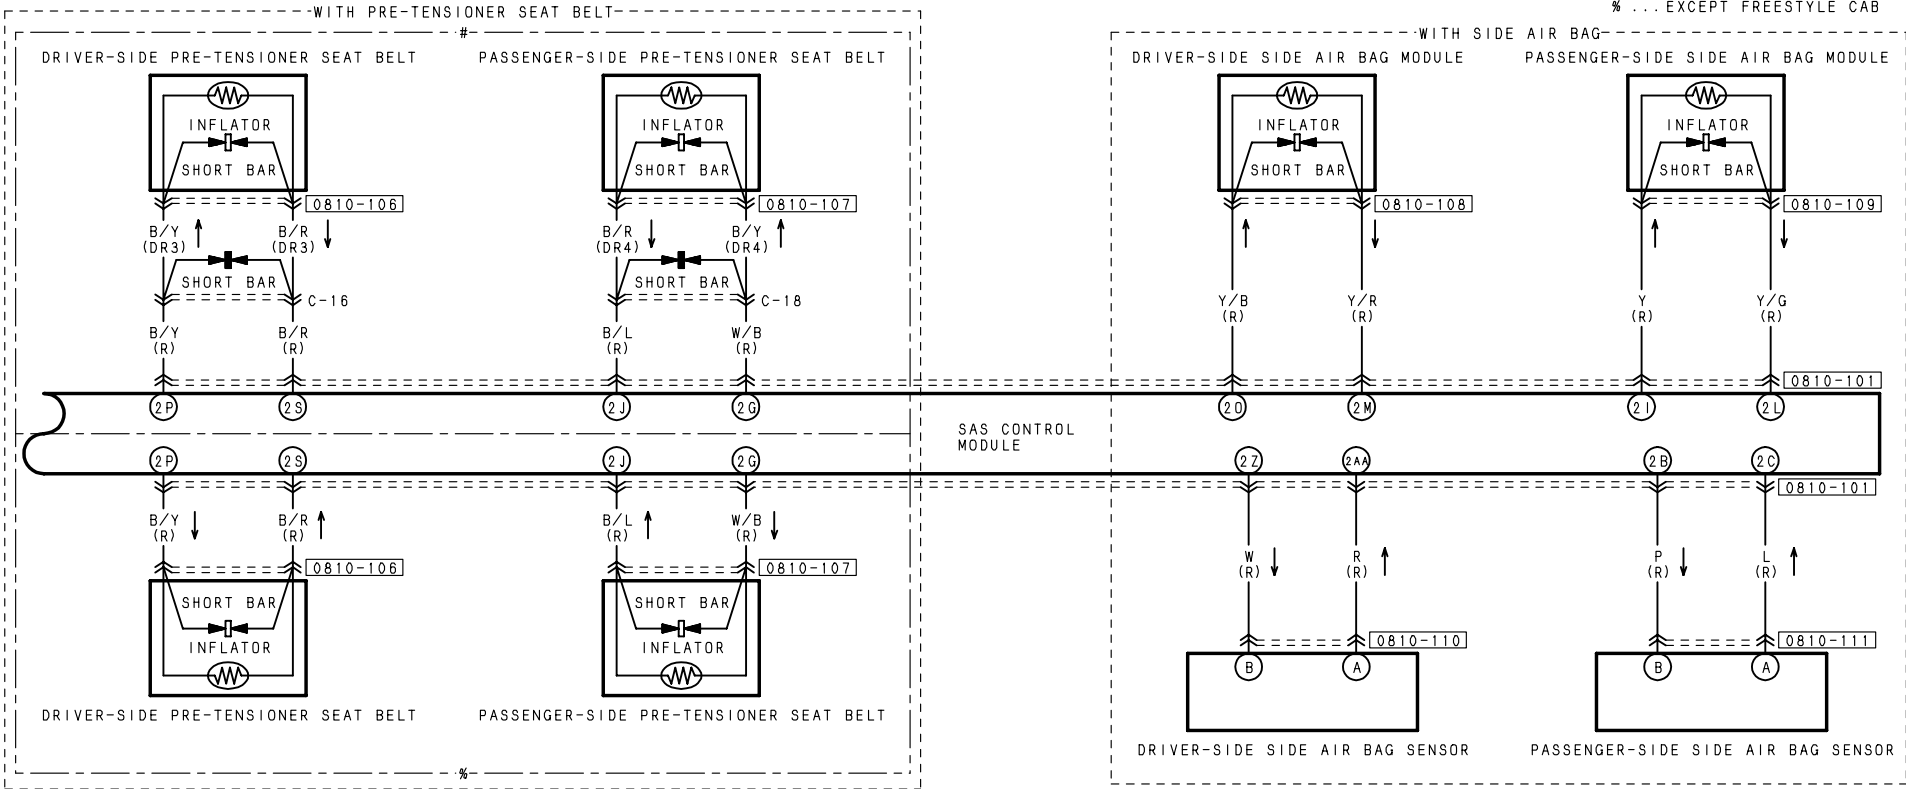 WITH PRE-TENSIONER SEAT BELT
% ... EXCEPT FREESTYLE CAB
#
WITH SIDE AIR BAG
DRIVER-SIDE PRE-TENSIONER SEAT BELT
PASSENGER-SIDE PRE-TENSIONER SEAT BELT
DRIVER-SIDE SIDE AIR BAG MODULE
PASSENGER-SIDE SIDE AIR BAG MODULE
INFLATOR
INFLATOR
INFLATOR
INFLATOR
SHORT BAR
SHORT BAR
SHORT BAR
SHORT BAR
0810-106
0810-107
0810-108
0810-109
B/Y
(DR3)
B/R
(DR3)
B/R
(DR4)
B/Y
(DR4)
SHORT BAR
SHORT BAR
C-16
C-18
Y/B
(R)
Y/R
(R)
Y
(R)
Y/G
(R)
B/Y
(R)
B/R
(R)
B/L
(R)
W/B
(R)
0810-101
2P
2S
2J
2G
2O
2M
2I
2L
SAS CONTROL
MODULE
2P
2S
2J
2G
2Z
2AA
2B
2C
0810-101
B/Y
(R)
B/R
(R)
B/L
(R)
W/B
(R)
W
(R)
R
(R)
P
(R)
L
(R)
0810-106
0810-107
SHORT BAR
SHORT BAR
INFLATOR
INFLATOR
0810-110
0810-111
B
A
B
A
DRIVER-SIDE PRE-TENSIONER SEAT BELT
PASSENGER-SIDE PRE-TENSIONER SEAT BELT
DRIVER-SIDE SIDE AIR BAG SENSOR
PASSENGER-SIDE SIDE AIR BAG SENSOR
%